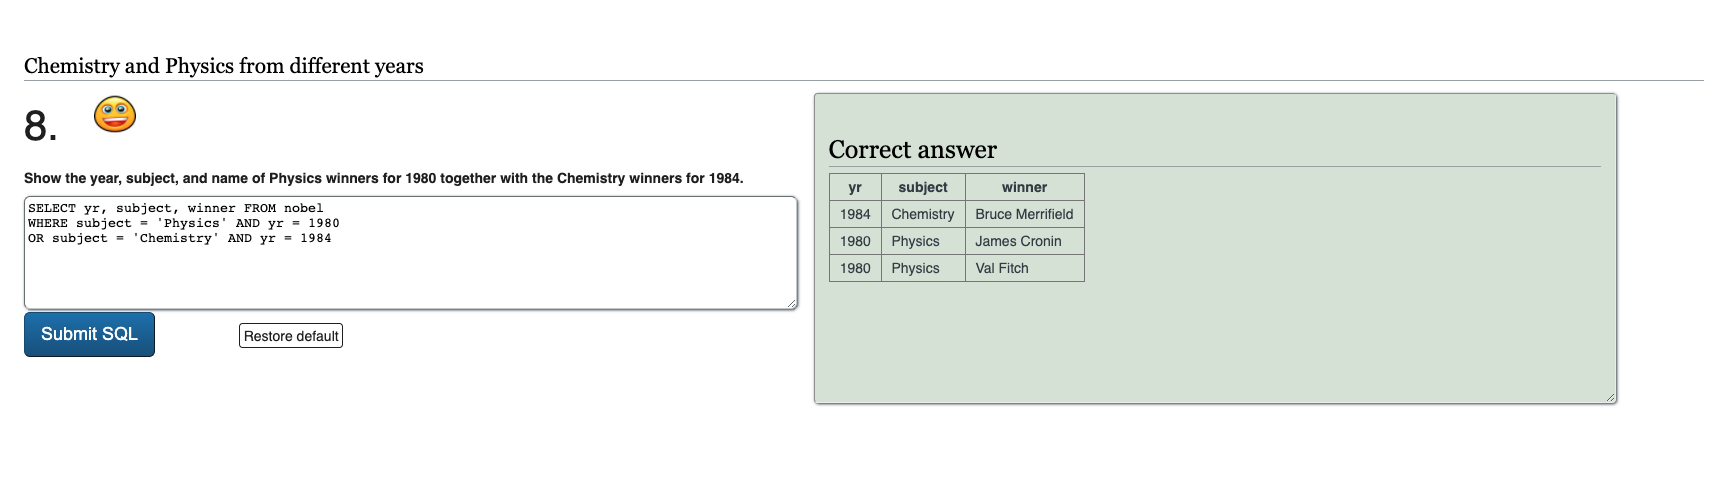 Chemistry and Physics from different years
8.
Show the year, subject, and name of Physics winners for 1980 together with the Chemistry winners for 1984.
SELECT yr, subject, winner FROM nobel
WHERE subject = 'Physics' AND yr = 1980
OR subject = 'Chemistry' AND yr = 1984
Submit SQL
Restore default
Correct answer
yr subject winner
1984 Chemistry Bruce Merrifield
1980 Physics James Cronin
1980 Physics Val Fitch